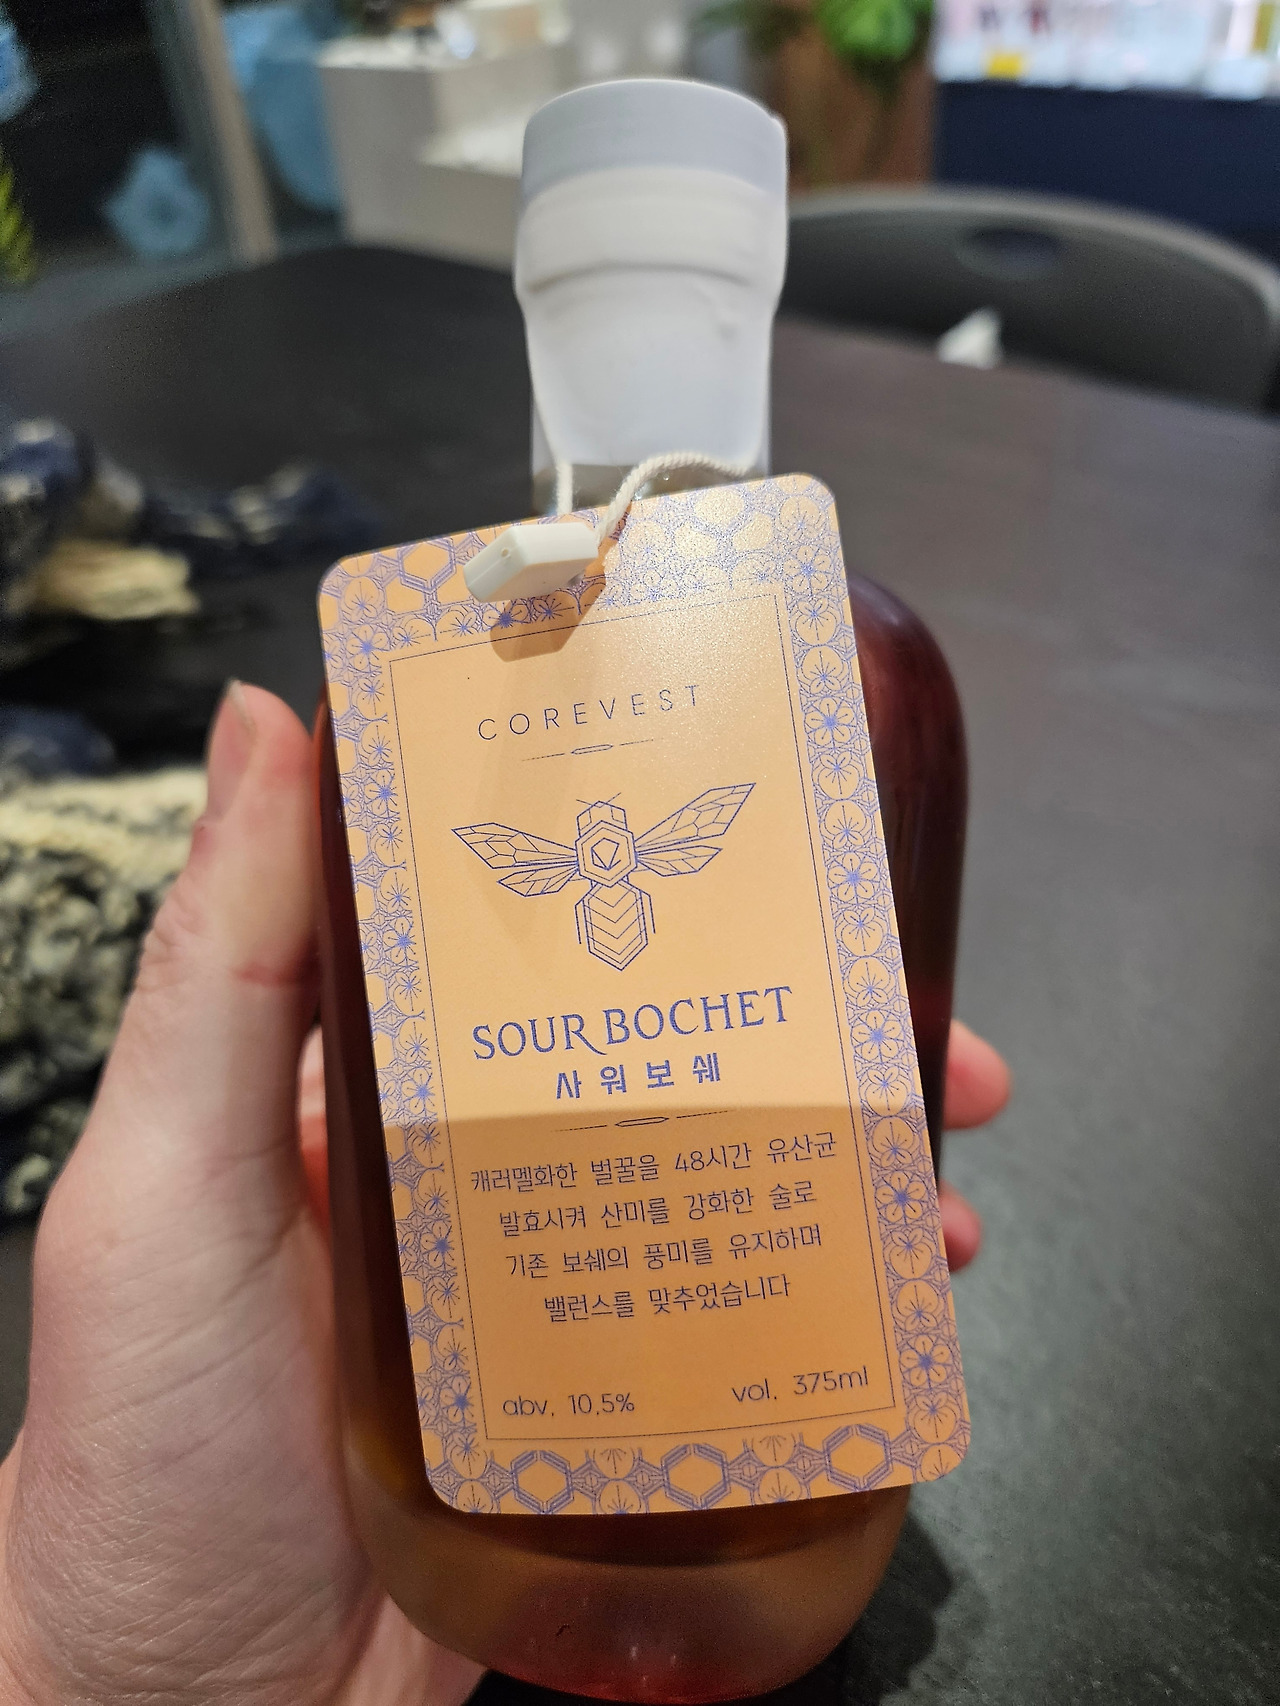 COREVEST
SOUR BOCHET
사워보쉐
캐러멜화한 벌꿀을 48시간 유산균
발효시켜 산미를 강화한 술로
기존 보쉐의 풍미를 유지하며
밸런스를 맞추었습니다
abv. 10.5% vol. 375ml